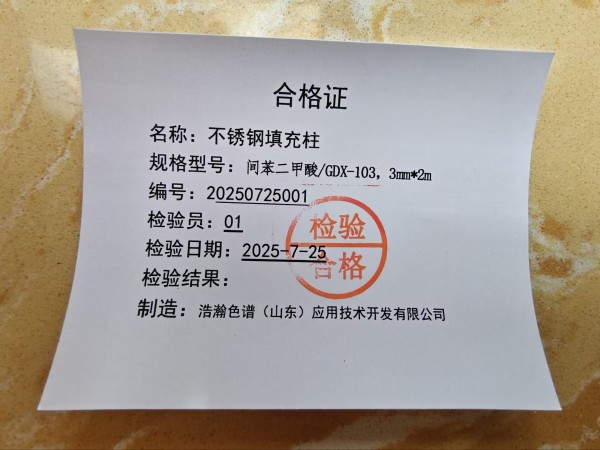 合格证
名称：不锈钢填充柱
规格型号：间苯二甲酸/GDX-103，3mm*2m
编号：20250725001
检验员：01
检验日期：2025-7-25
检验结果：
检验
合格
制造：浩瀚色谱（山东）应用技术开发有限公司